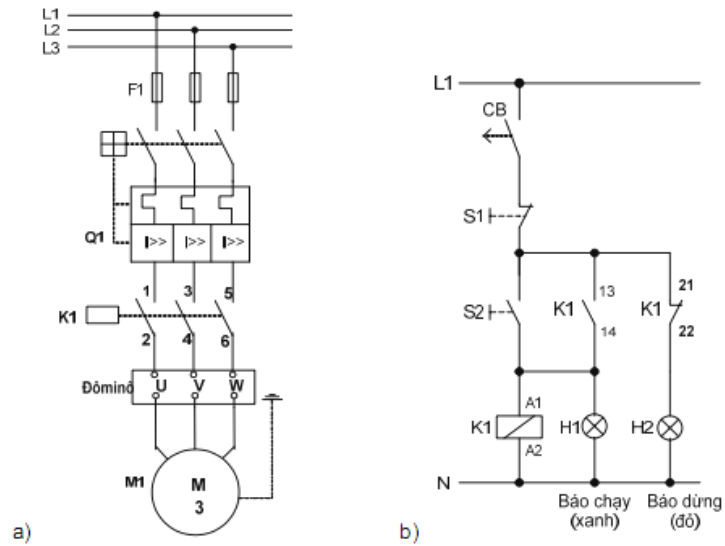 L1
L2
L3
F1
Q1
I>> I>> I>>
1 3 5
K1
2 4 6
Đôminô
U V W
M1
M
3
a)
L1
CB
S1
S2
K1
13
14
K1
21
22
K1
A1
A2
H1
H2
N
Báo chạy
(xanh)
Báo dừng
(đỏ)
b)